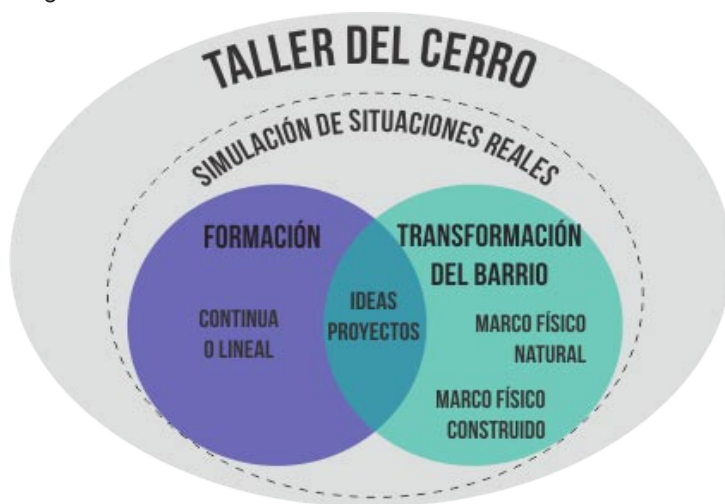 TALLER DEL CERRO
SIMULACIÓN DE SITUACIONES REALES
FORMACIÓN
CONTINUA
O LINEAL
IDEAS
PROYECTOS
TRANSFORMACIÓN
DEL BARRIO
MARCO FÍSICO
NATURAL
MARCO FÍSICO
CONSTRUIDO